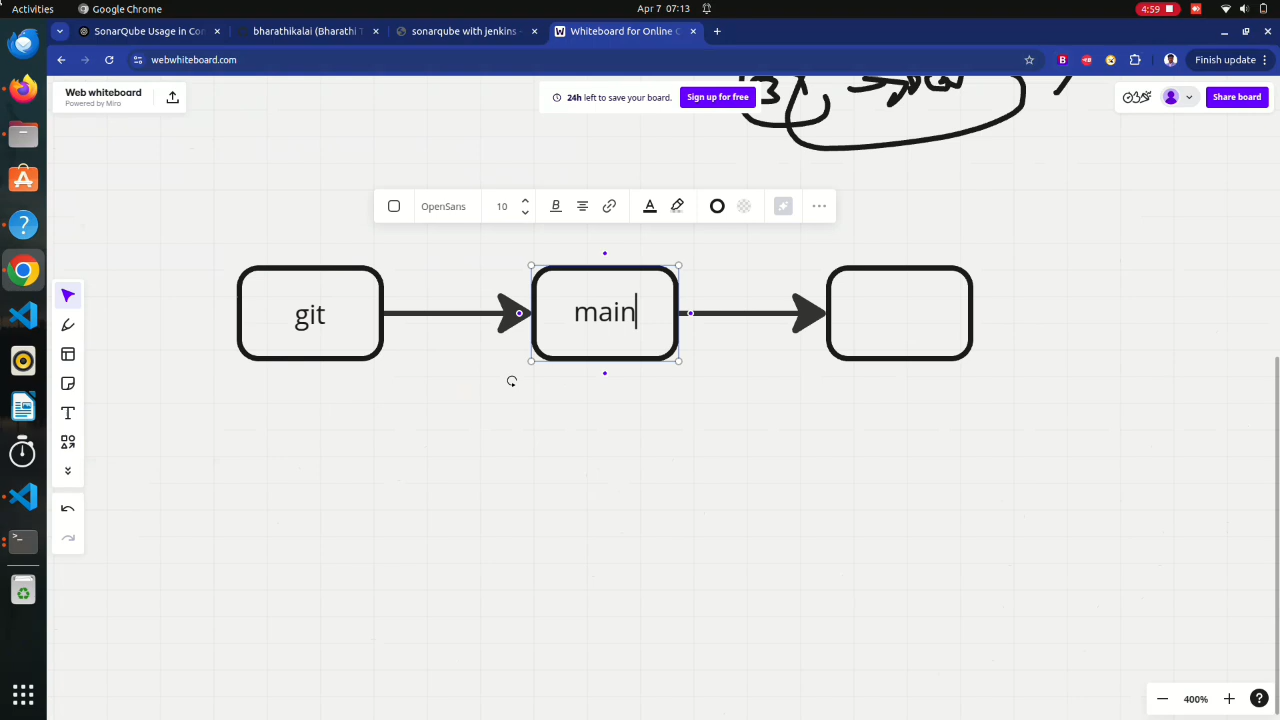 Activities
Google Chrome
Apr 7 07:13
4:59
SonarQube Usage in Cor
bharathikalai (Bharathi T
sonarqube with jenkins -
Whiteboard for Online C
webwhiteboard.com
Finish update
Web whiteboard
Powered by Miro
24h left to save your board.
Sign up for free
Share board
OpenSans
10
B
A
git
main
T
400%